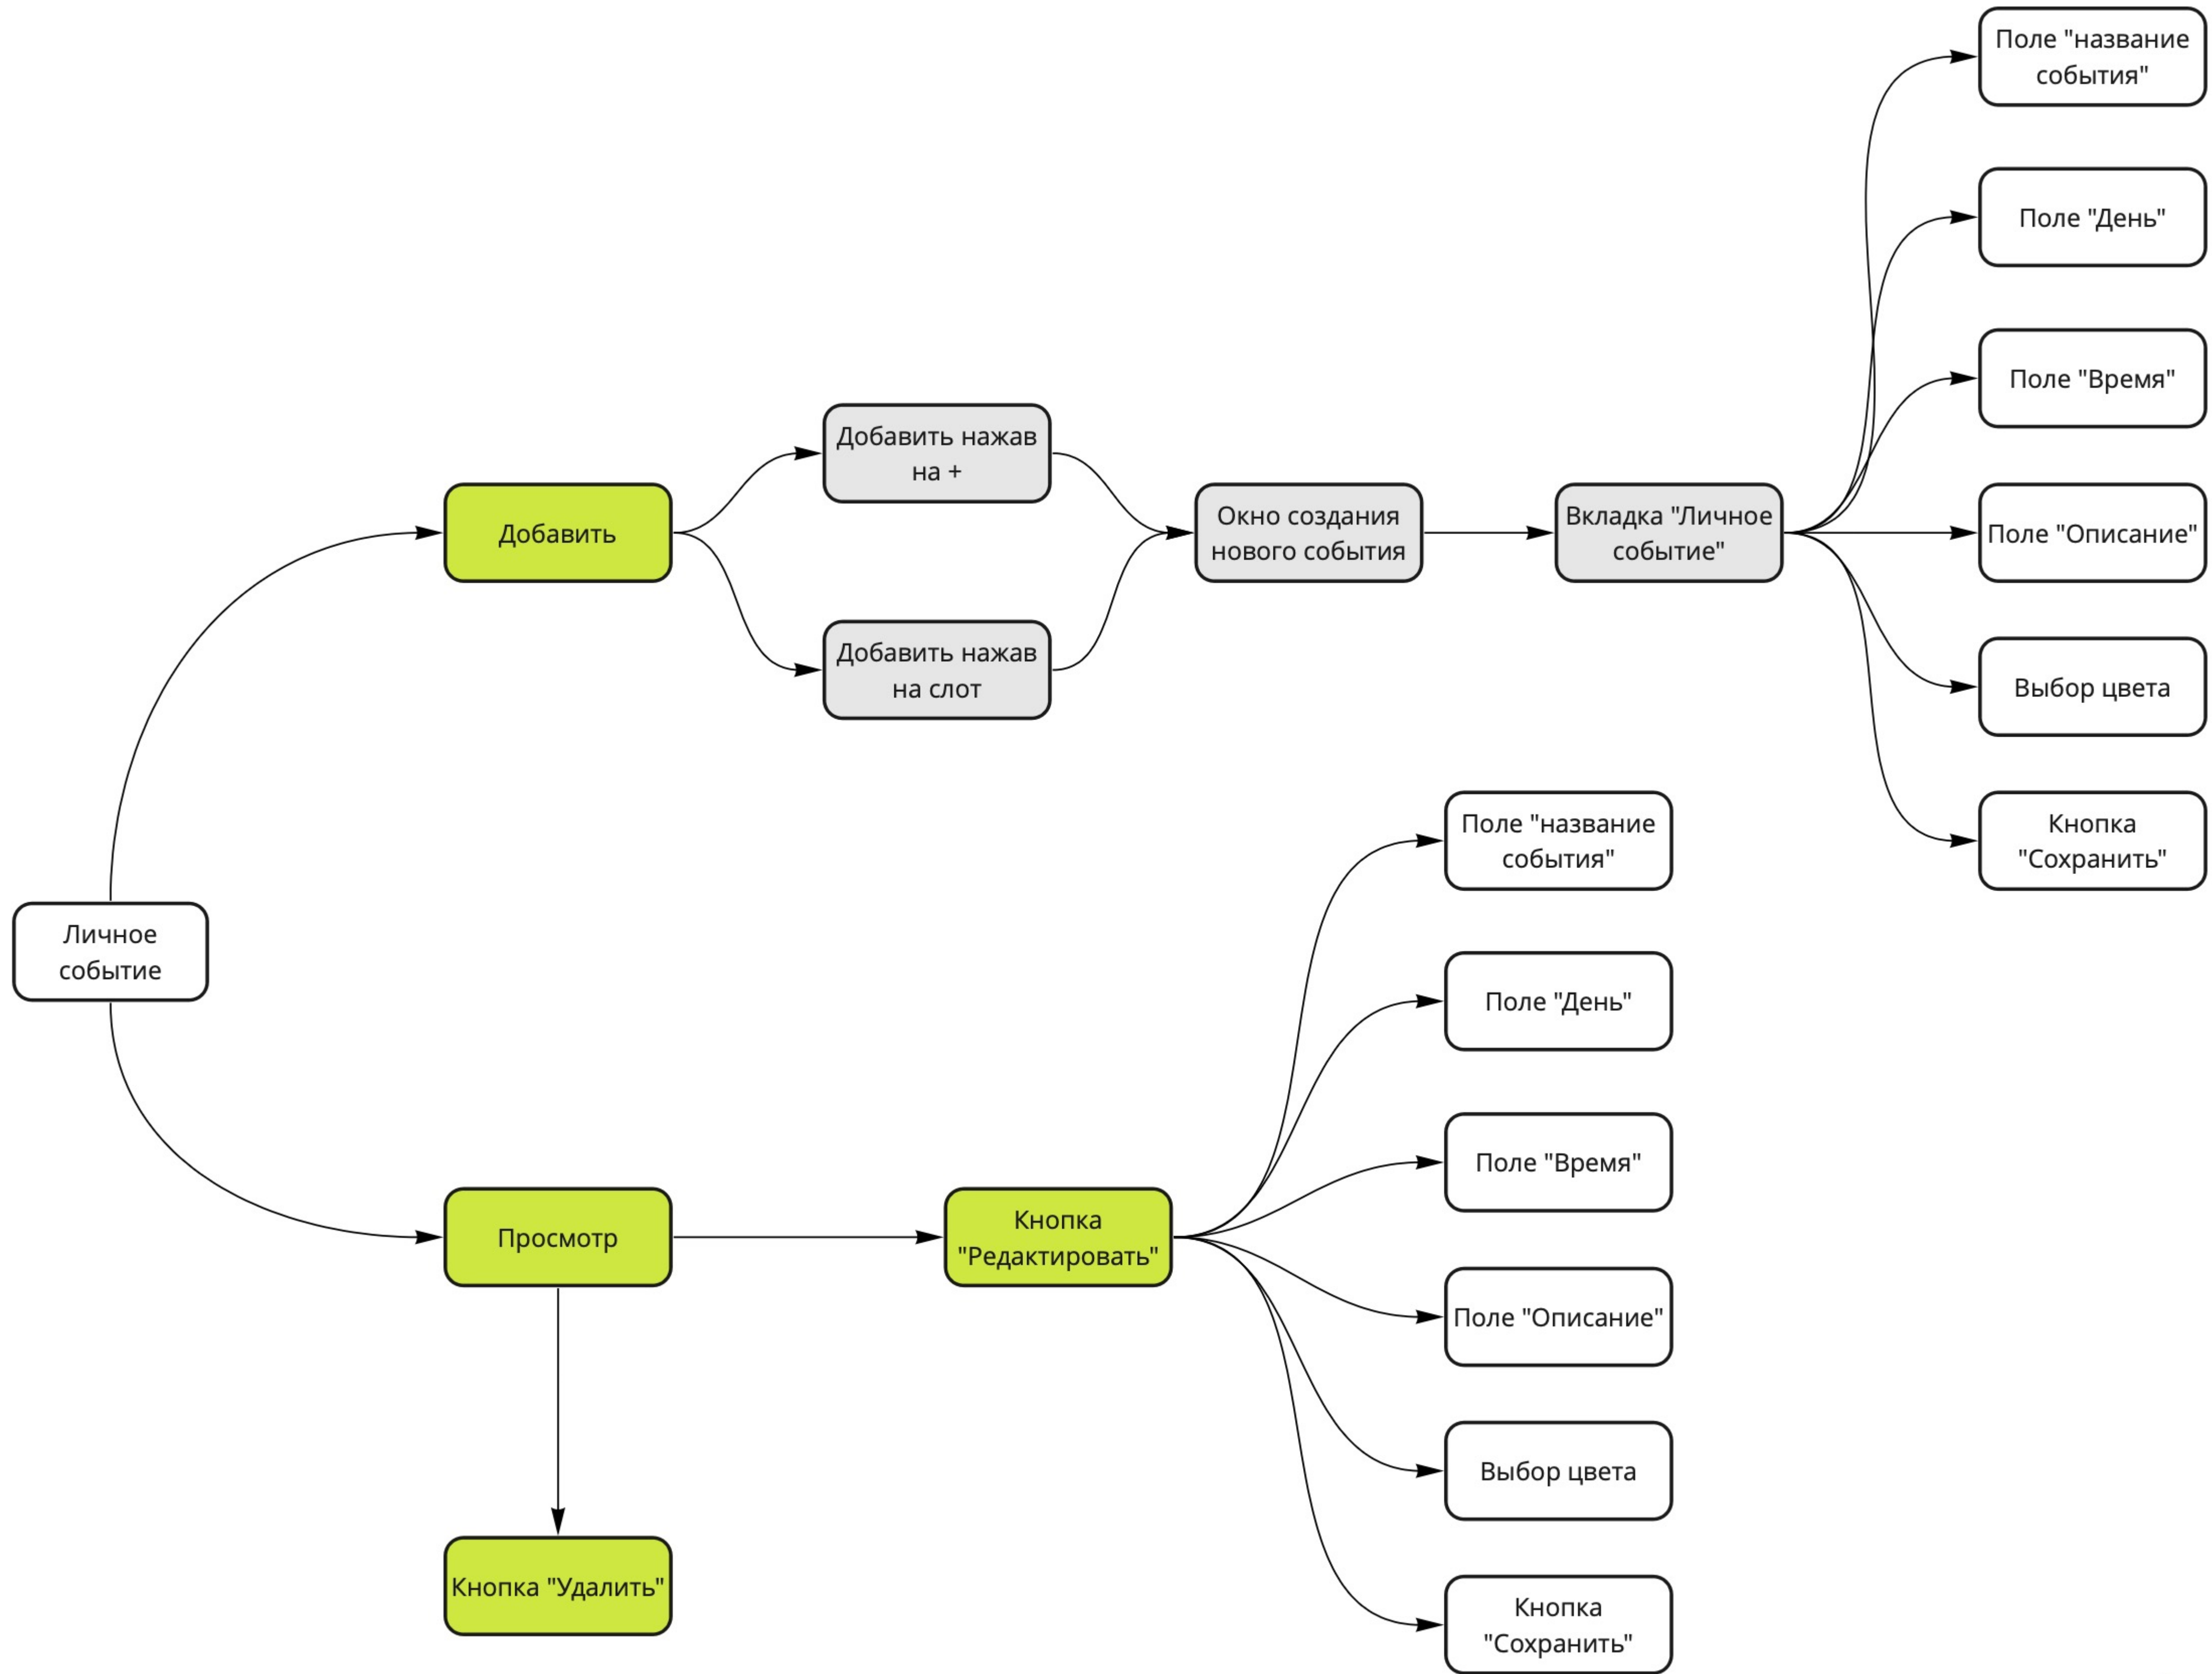 Поле "название
события"
Поле "День"
Поле "Время"
Добавить нажав
на +
Добавить
Окно создания
нового события
Вкладка "Личное
событие"
Поле "Описание"
Добавить нажав
на слот
Выбор цвета
Кнопка
"Сохранить"
Поле "название
события"
Личное
событие
Поле "День"
Поле "Время"
Просмотр
Кнопка
"Редактировать"
Поле "Описание"
Выбор цвета
Кнопка "Удалить"
Кнопка
"Сохранить"